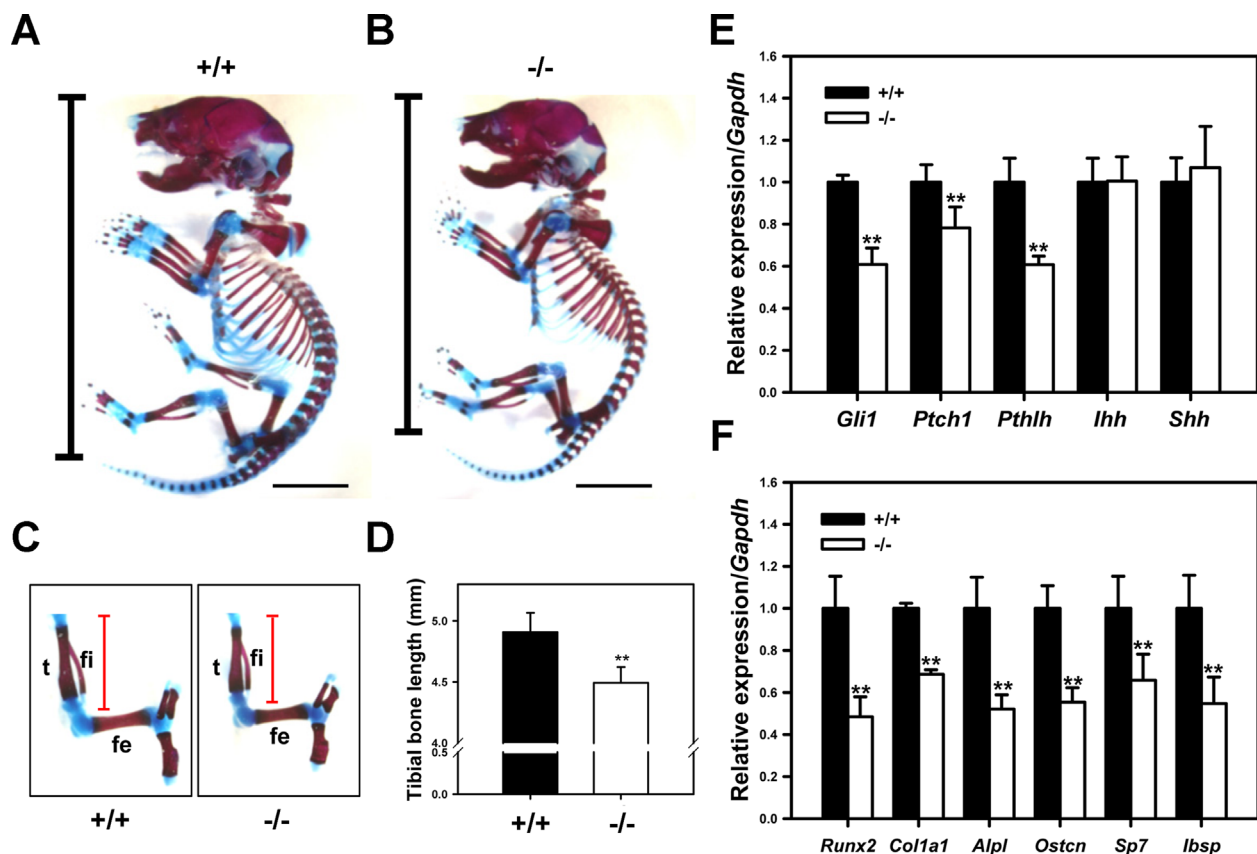 A
+/+
B
-/-
C
t
fi
fe
+/+
t
fi
fe
-/-
D
Tibial bone length (mm)
5.0
4.5
4.0
0.5
0.0
**
+/+
-/-
E
Relative expression/Gapdh
1.6
1.4
1.2
1.0
0.8
0.6
0.4
0.2
0.0
+/+
-/-
**
**
**
Gli1 Ptch1 Pthlh Ihh Shh
F
Relative expression/Gapdh
1.6
1.4
1.2
1.0
0.8
0.6
0.4
0.2
0.0
+/+
-/-
**
**
**
**
**
**
Runx2 Col1a1 Alpl Ostcn Sp7 Ibsp